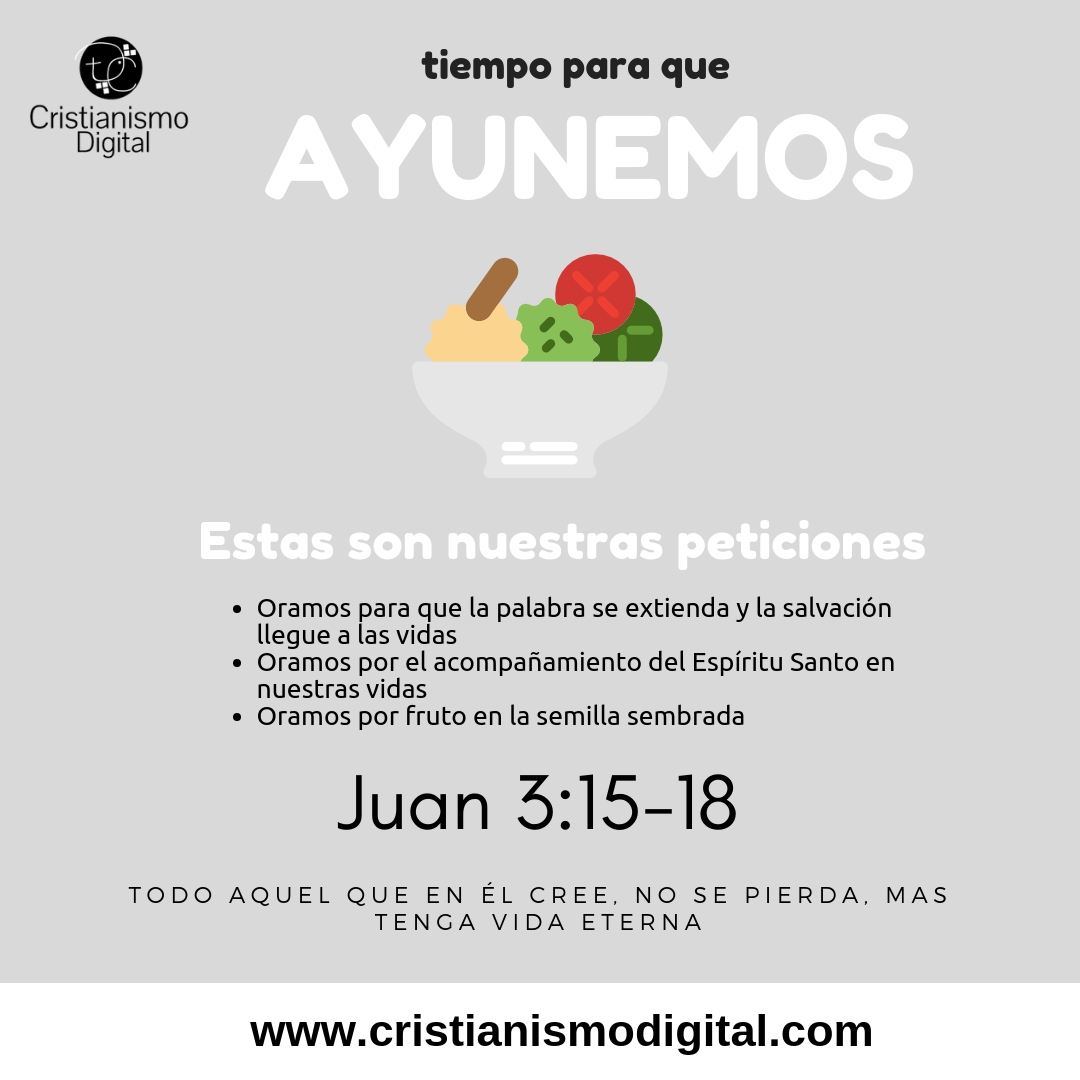 Cristianismo
Digital
tiempo para que
AYUNEMOS
Estas son nuestras peticiones
• Oramos para que la palabra se extienda y la salvación
llegue a las vidas
• Oramos por el acompañamiento del Espíritu Santo en
nuestras vidas
• Oramos por fruto en la semilla sembrada
Juan 3:15-18
TODO AQUEL QUE EN ÉL CREE, NO SE PIERDA, MAS
TENGA VIDA ETERNA
www.cristianismodigital.com